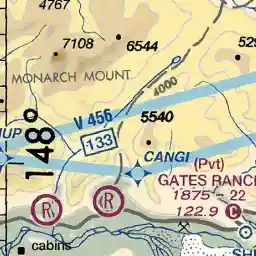 4767
7108
6544
529
MONARCH MOUNT
4000
V 456
5540
133
148°
CANGI
(Pvt)
GATES RANC
1875 - 22
122.9 C
R
R
cabins